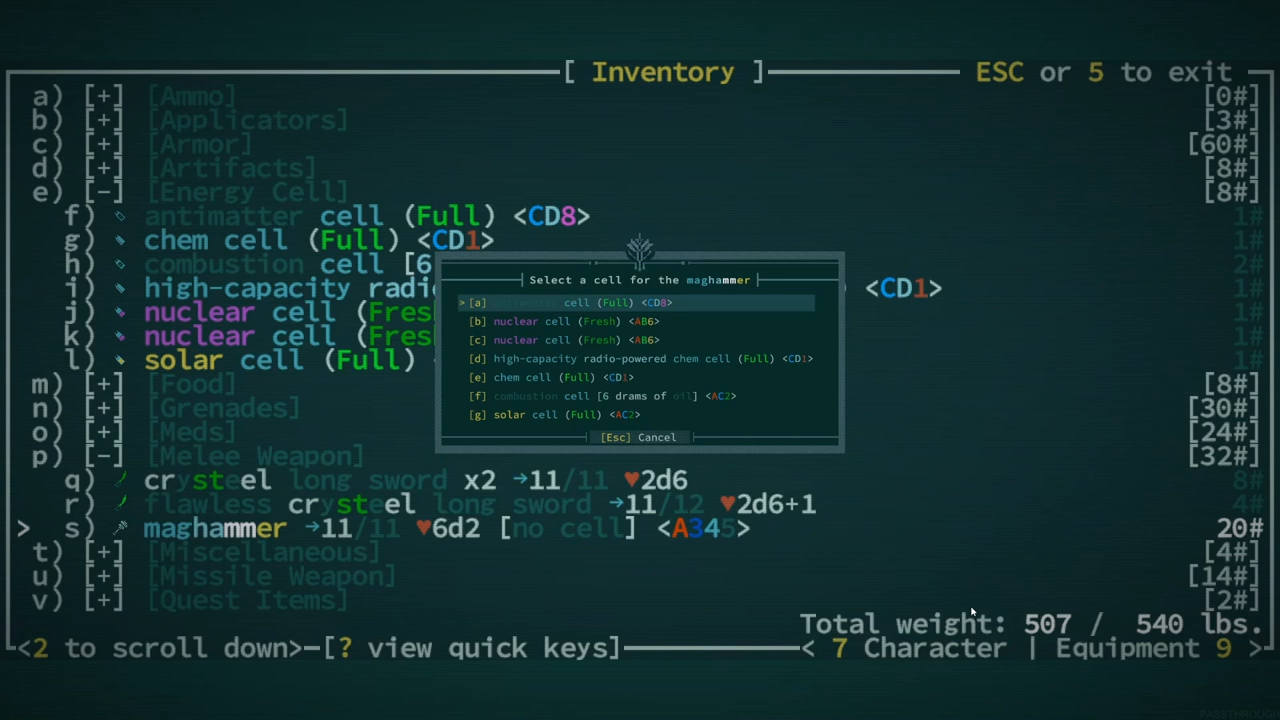 [ Inventory ] ESC or 5 to exit
a) [+] [Ammo] [0#]
b) [+] [Applicators] [3#]
c) [+] [Armor] [60#]
d) [+] [Artifacts] [8#]
e) [-] [Energy Cell] [8#]
f) antimatter cell (Full) <CD8> 1#
g) chem cell (Full) <CD1> 1#
h) combustion cell [6 2#
i) high-capacity radi <CD1> 1#
j) nuclear cell (Fres 1#
k) nuclear cell (Fres 1#
l) solar cell (Full) 1#
m) [+] [Food] [8#]
n) [+] [Grenades] [30#]
o) [+] [Meds] [24#]
p) [-] [Melee Weapon] [32#]
q) crysteel long sword x2 →11/11 ♥2d6 8#
r) flawless crysteel long sword →11/12 ♥2d6+1 4#
> s) maghammer →11/11 ♥6d2 [no cell] <A345> 20#
t) [+] [Miscellaneous] [4#]
u) [+] [Missile Weapon] [14#]
v) [+] [Quest Items] [2#]
Total weight: 507 / 540 lbs.
<2 to scroll down> [? view quick keys] < 7 Character | Equipment 9 >
Select a cell for the maghammer
> [a] antimatter cell (Full) <CD8>
[b] nuclear cell (Fresh) <AB6>
[c] nuclear cell (Fresh) <AB6>
[d] high-capacity radio-powered chem cell (Full) <CD1>
[e] chem cell (Full) <CD1>
[f] combustion cell [6 drams of oil] <AC2>
[g] solar cell (Full) <AC2>
[Esc] Cancel